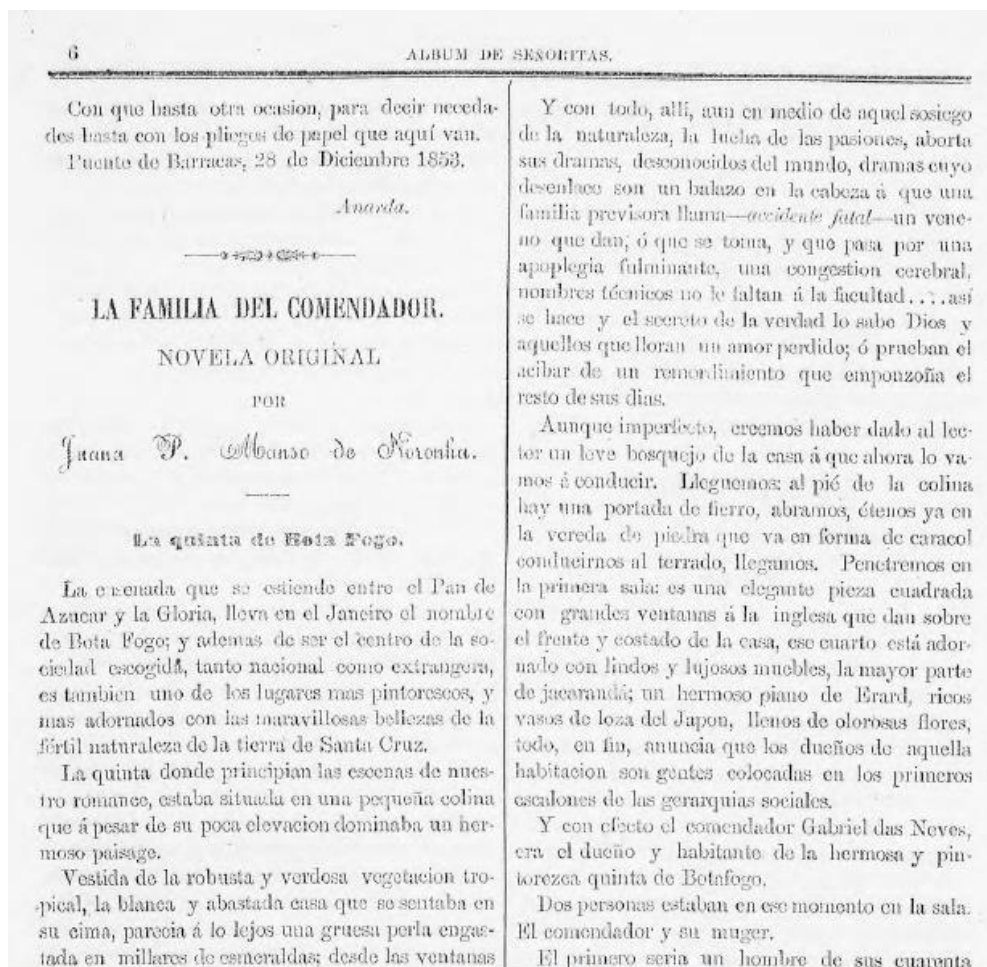 6
ALBUM DE SEÑORITAS.
Con que hasta otra ocasion, para decir neceda-
des basta con los pliegos de papel que aquí van.
Puente de Barracas, 28 de Diciembre 1853.
Anarda.
LA FAMILIA DEL COMENDADOR.
NOVELA ORIGINAL
POR
Juana P. Manso de Noronha.
La quinta de Bota Fogo.
La ensenada que se estiende entre el Pan de
Azucar y la Gloria, lleva en el Janeiro el nombre
de Bota Fogo; y ademas de ser el centro de la so-
ciedad escogida, tanto nacional como extrangera,
es tambien uno de los lugares mas pintorescos, y
mas adornados con las maravillosas bellezas de la
fértil naturaleza de la tierra de Santa Cruz.
La quinta donde principian las escenas de nues-
tro romance, estaba situada en una pequeña colina
que á pesar de su poca elevacion dominaba un her-
moso paisage.
Vestida de la robusta y verdosa vegetacion tro-
pical, la blanca y abastada casa que se sentaba en
su cima, parecia á lo lejos una gruesa perla engas-
tada en millares de esmeraldas; desde las ventanas
Y con todo, allí, aun en medio de aquel sosiego
de la naturaleza, la lucha de las pasiones, aborta
sus dramas, desconocidos del mundo, dramas cuyo
desenlace son un balazo en la cabeza á que una
familia previsora llama—accidente fatal—un vene-
no que dan; ó que se toma, y que pasa por una
apoplegia fulminante, una congestion cerebral,
nombres técnicos no le faltan á la facultad....así
se hace y el secreto de la verdad lo sabe Dios y
aquellos que lloran un amor perdido; ó prueban el
acibar de un remordimiento que emponzoña el
resto de sus dias.
Aunque imperfecto, creemos haber dado al lec-
tor un leve bosquejo de la casa á que ahora lo va-
mos á conducir. Lleguemos: al pié de la colina
hay una portada de fierro, abramos, étenos ya en
la vereda de piedra que va en forma de caracol
conducirnos al terrado, llegamos. Penetremos en
la primera sala: es una elegante pieza cuadrada
con grandes ventanas á la inglesa que dan sobre
el frente y costado de la casa, ese cuarto está ador-
nado con lindos y lujosos muebles, la mayor parte
de jacarandá; un hermoso piano de Erard, ricos
vasos de loza del Japon, llenos de olorosas flores,
todo, en fin, anuncia que los dueños de aquella
habitacion son gentes colocadas en los primeros
escalones de las gerarquias sociales.
Y con efecto el comendador Gabriel das Neves,
era el dueño y habitante de la hermosa y pin-
torezca quinta de Botafogo.
Dos personas estaban en ese momento en la sala.
El comendador y su muger.
El primero seria un hombre de sus cuarenta